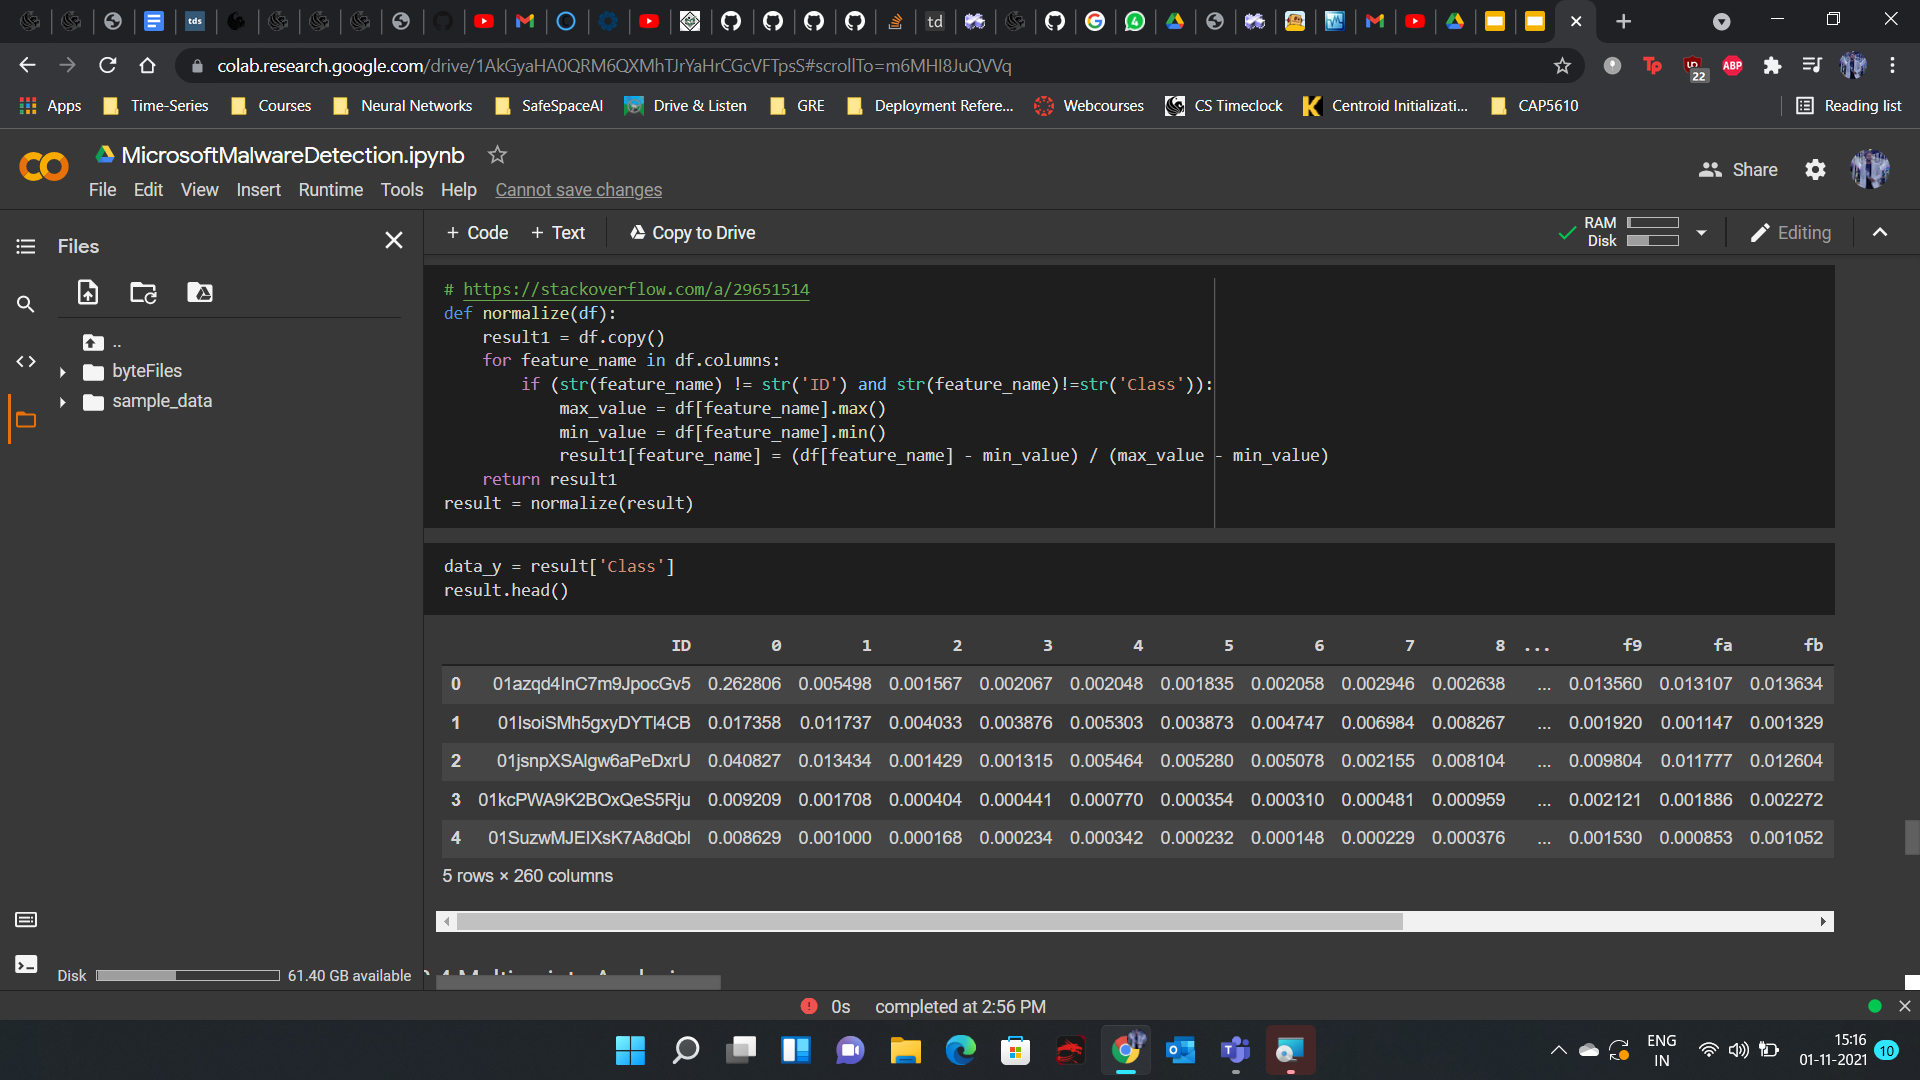 tds
td
4
colab.research.google.com/drive/1AkGyaHA0QRM6QXMhTJrYaHrCGcVFTpsS#scrollTo=m6MHI8JuQVVq
Tp
22
ABP
Apps
Time-Series
Courses
Neural Networks
SafeSpaceAI
Drive & Listen
GRE
Deployment Refere...
Webcourses
CS Timeclock
Centroid Initializati...
CAP5610
Reading list
MicrosoftMalwareDetection.ipynb
Share
File Edit View Insert Runtime Tools Help Cannot save changes
Files
+ Code + Text Copy to Drive
RAM
Disk
Editing
..
byteFiles
sample_data
# https://stackoverflow.com/a/29651514
def normalize(df):
result1 = df.copy()
for feature_name in df.columns:
if (str(feature_name) != str('ID') and str(feature_name)!=str('Class')):
max_value = df[feature_name].max()
min_value = df[feature_name].min()
result1[feature_name] = (df[feature_name] - min_value) / (max_value - min_value)
return result1
result = normalize(result)
data_y = result['Class']
result.head()
ID 0 1 2 3 4 5 6 7 8 ... f9 fa fb
0 01azqd4InC7m9JpocGv5 0.262806 0.005498 0.001567 0.002067 0.002048 0.001835 0.002058 0.002946 0.002638 ... 0.013560 0.013107 0.013634
1 01IsoiSMh5gxyDYTl4CB 0.017358 0.011737 0.004033 0.003876 0.005303 0.003873 0.004747 0.006984 0.008267 ... 0.001920 0.001147 0.001329
2 01jsnpXSAlgw6aPeDxrU 0.040827 0.013434 0.001429 0.001315 0.005464 0.005280 0.005078 0.002155 0.008104 ... 0.009804 0.011777 0.012604
3 01kcPWA9K2BOxQeS5Rju 0.009209 0.001708 0.000404 0.000441 0.000770 0.000354 0.000310 0.000481 0.000959 ... 0.002121 0.001886 0.002272
4 01SuzwMJEIXsK7A8dQbl 0.008629 0.001000 0.000168 0.000234 0.000342 0.000232 0.000148 0.000229 0.000376 ... 0.001530 0.000853 0.001052
5 rows × 260 columns
Disk 61.40 GB available
0s completed at 2:56 PM
ENG
IN
15:16
01-11-2021
10